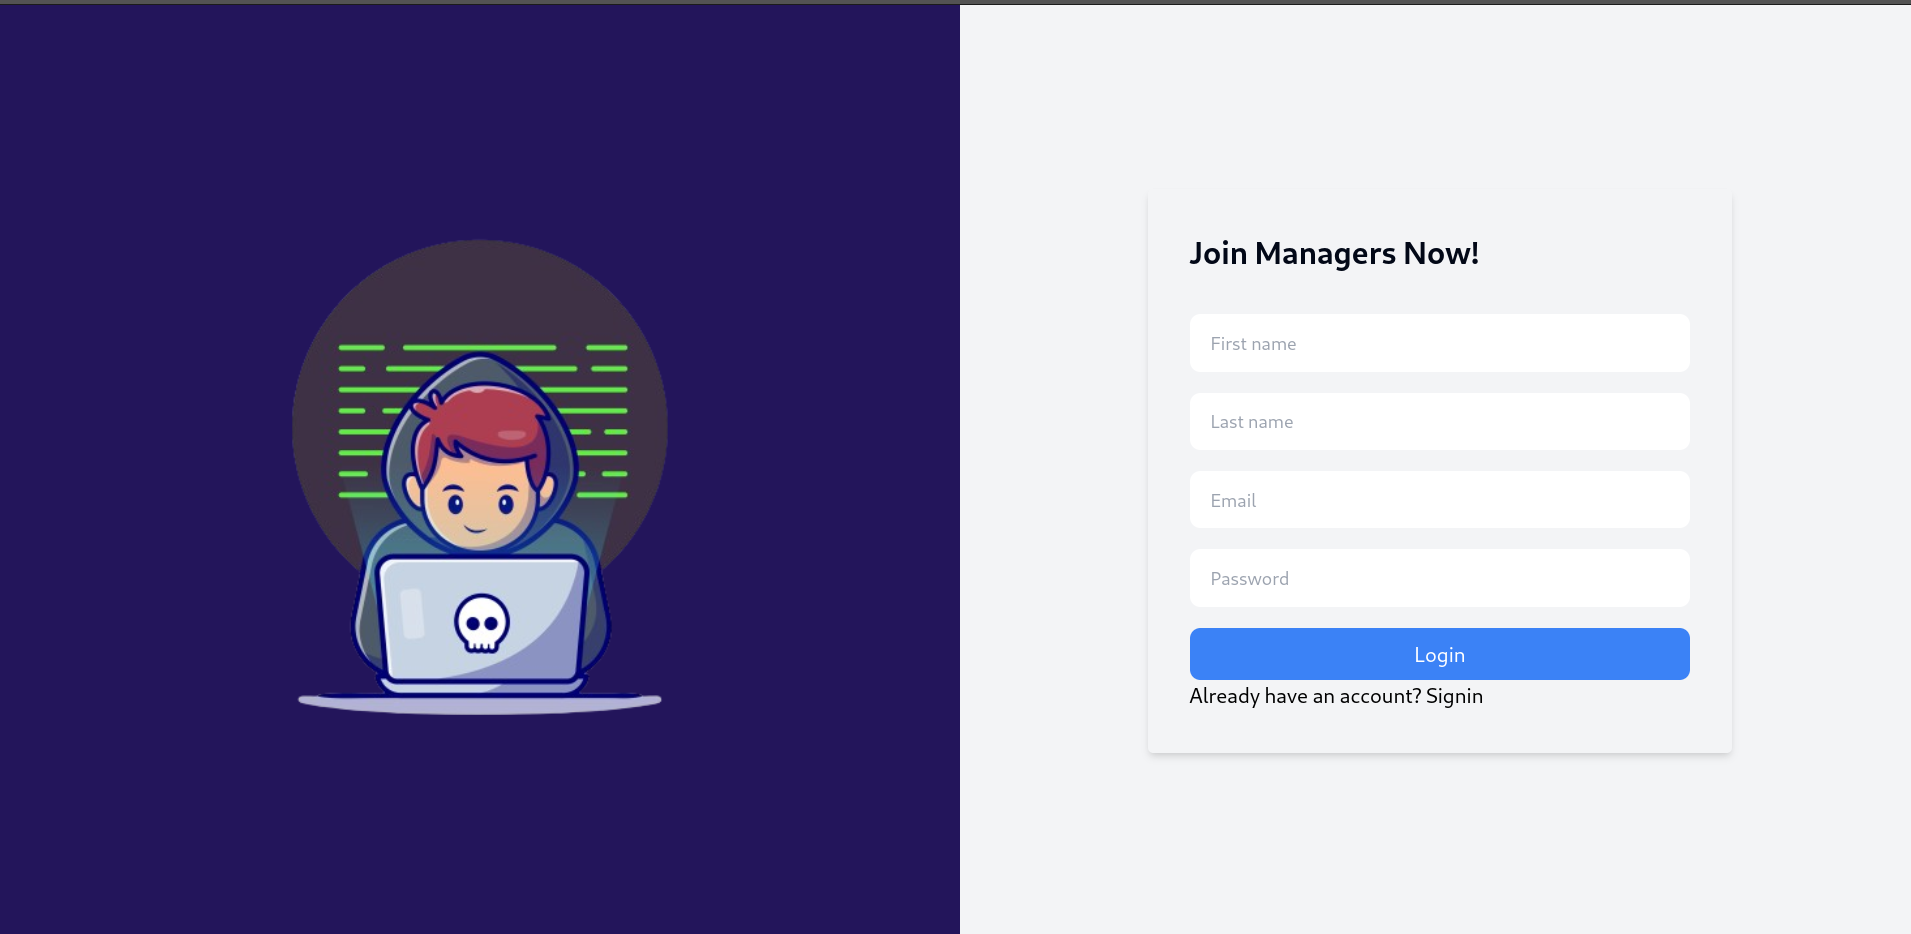 Join Managers Now!
First name
Last name
Email
Password
Login
Already have an account? Signin